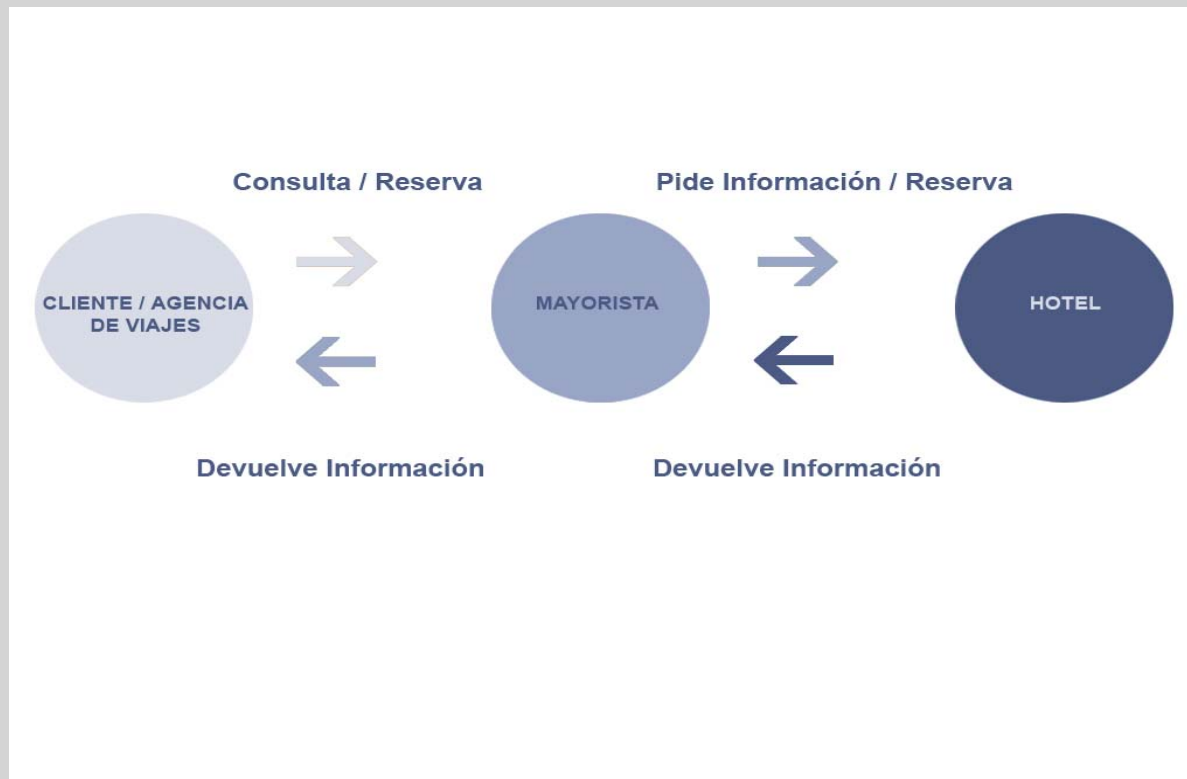 Consulta / Reserva
Pide Información / Reserva
CLIENTE / AGENCIA
DE VIAJES
MAYORISTA
HOTEL
Devuelve Información
Devuelve Información